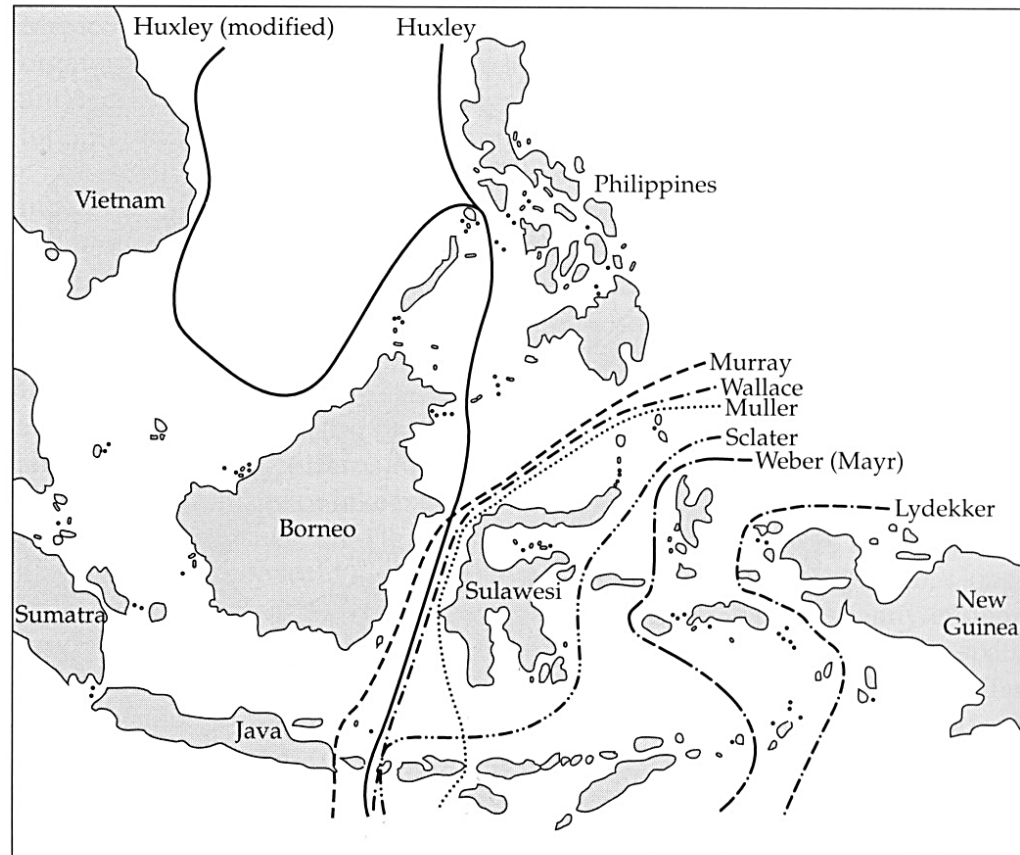 Huxley (modified)
Huxley
Vietnam
Philippines
Murray
Wallace
Muller
Sclater
Weber (Mayr)
Lydekker
Borneo
Sulawesi
Sumatra
New
Guinea
Java